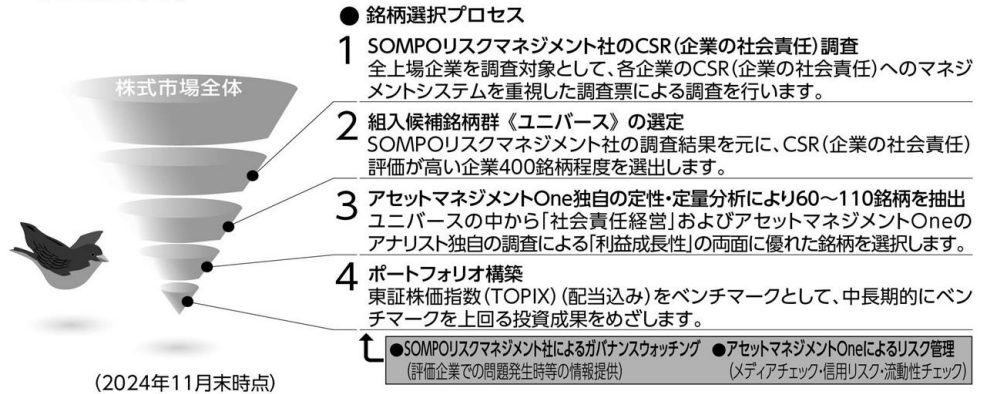 ● 銘柄選択プロセス
株式市場全体
1 SOMPOリスクマネジメント社のCSR(企業の社会責任)調査
全上場企業を調査対象として、各企業のCSR(企業の社会責任)へのマネジ
メントシステムを重視した調査票による調査を行います。
2 組入候補銘柄群《ユニバース》の選定
SOMPOリスクマネジメント社の調査結果を元に、CSR(企業の社会責任)
評価が高い企業400銘柄程度を選出します。
3 アセットマネジメントOne独自の定性・定量分析により60～110銘柄を抽出
ユニバースの中から「社会責任経営」およびアセットマネジメントOneの
アナリスト独自の調査による「利益成長性」の両面に優れた銘柄を選択します。
4 ポートフォリオ構築
東証株価指数(TOPIX)(配当込み)をベンチマークとして、中長期的にベン
チマークを上回る投資成果をめざします。
●SOMPOリスクマネジメント社によるガバナンスウォッチング ●アセットマネジメントOneによるリスク管理
(評価企業での問題発生時等の情報提供) (メディアチェック・信用リスク・流動性チェック)
(2024年11月末時点)